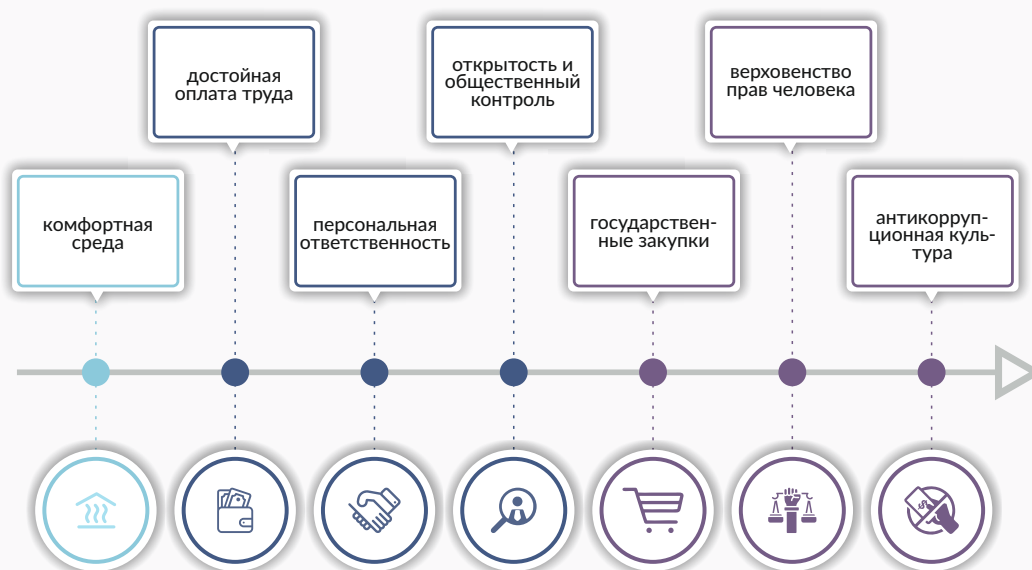 достойная
оплата труда
открытость и
общественный
контроль
верховенство
прав человека
комфортная
среда
персональная
ответственность
государствен-
ные закупки
антикорруп-
ционная куль-
тура